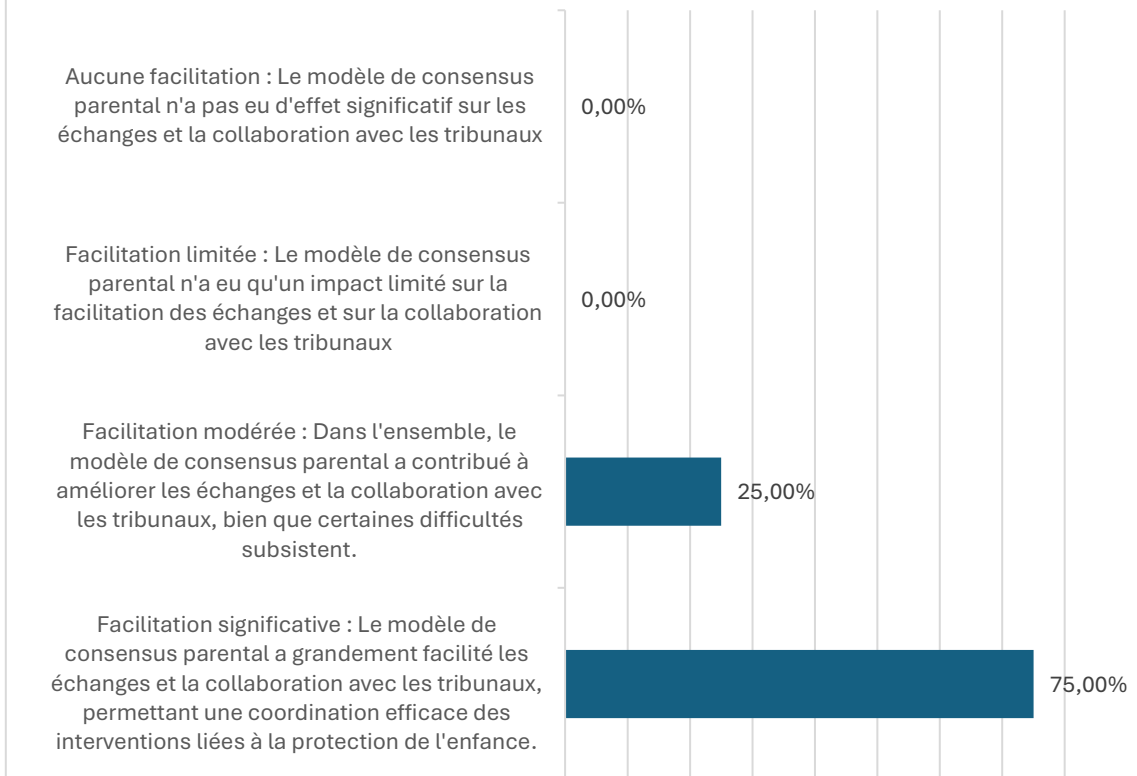 Aucune facilitation : Le modèle de consensus
parental n'a pas eu d'effet significatif sur les
échanges et la collaboration avec les tribunaux
0,00%
Facilitation limitée : Le modèle de consensus
parental n'a eu qu'un impact limité sur la
facilitation des échanges et sur la collaboration
avec les tribunaux
0,00%
Facilitation modérée : Dans l'ensemble, le
modèle de consensus parental a contribué à
améliorer les échanges et la collaboration avec
les tribunaux, bien que certaines difficultés
subsistent.
25,00%
Facilitation significative : Le modèle de
consensus parental a grandement facilité les
échanges et la collaboration avec les tribunaux,
permettant une coordination efficace des
interventions liées à la protection de l'enfance.
75,00%